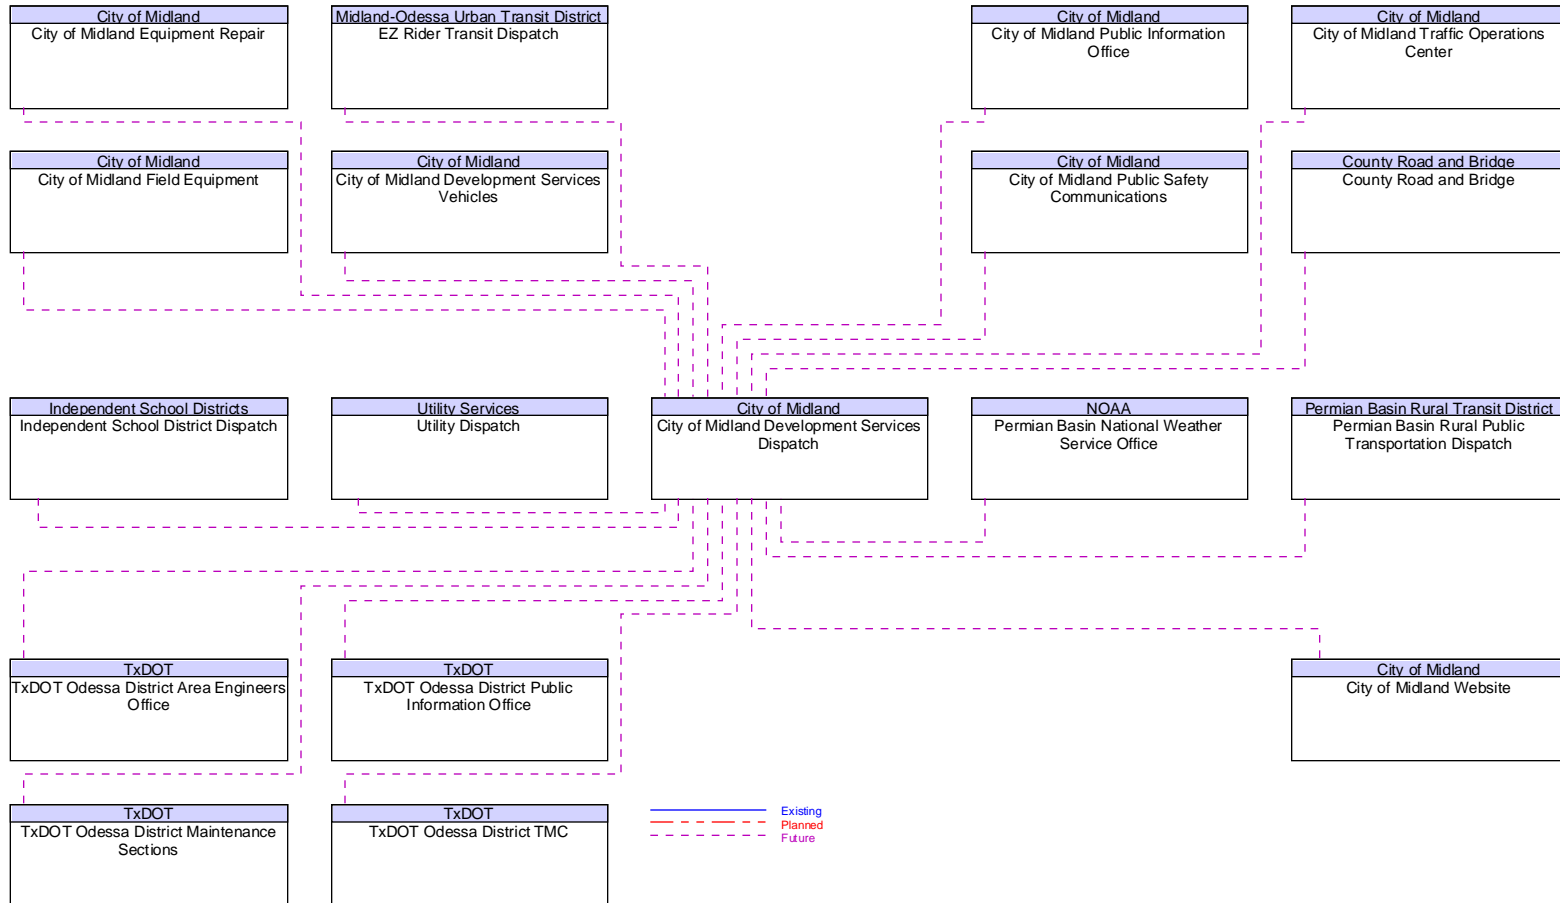 City of Midland
City of Midland Equipment Repair
Midland-Odessa Urban Transit District
EZ Rider Transit Dispatch
City of Midland
City of Midland Public Information
Office
City of Midland
City of Midland Traffic Operations
Center
City of Midland
City of Midland Field Equipment
City of Midland
City of Midland Development Services
Vehicles
City of Midland
City of Midland Public Safety
Communications
County Road and Bridge
County Road and Bridge
Independent School Districts
Independent School District Dispatch
Utility Services
Utility Dispatch
City of Midland
City of Midland Development Services
Dispatch
NOAA
Permian Basin National Weather
Service Office
Permian Basin Rural Transit District
Permian Basin Rural Public
Transportation Dispatch
TxDOT
TxDOT Odessa District Area Engineers
Office
TxDOT
TxDOT Odessa District Public
Information Office
City of Midland
City of Midland Website
TxDOT
TxDOT Odessa District Maintenance
Sections
TxDOT
TxDOT Odessa District TMC
Existing
Planned
Future